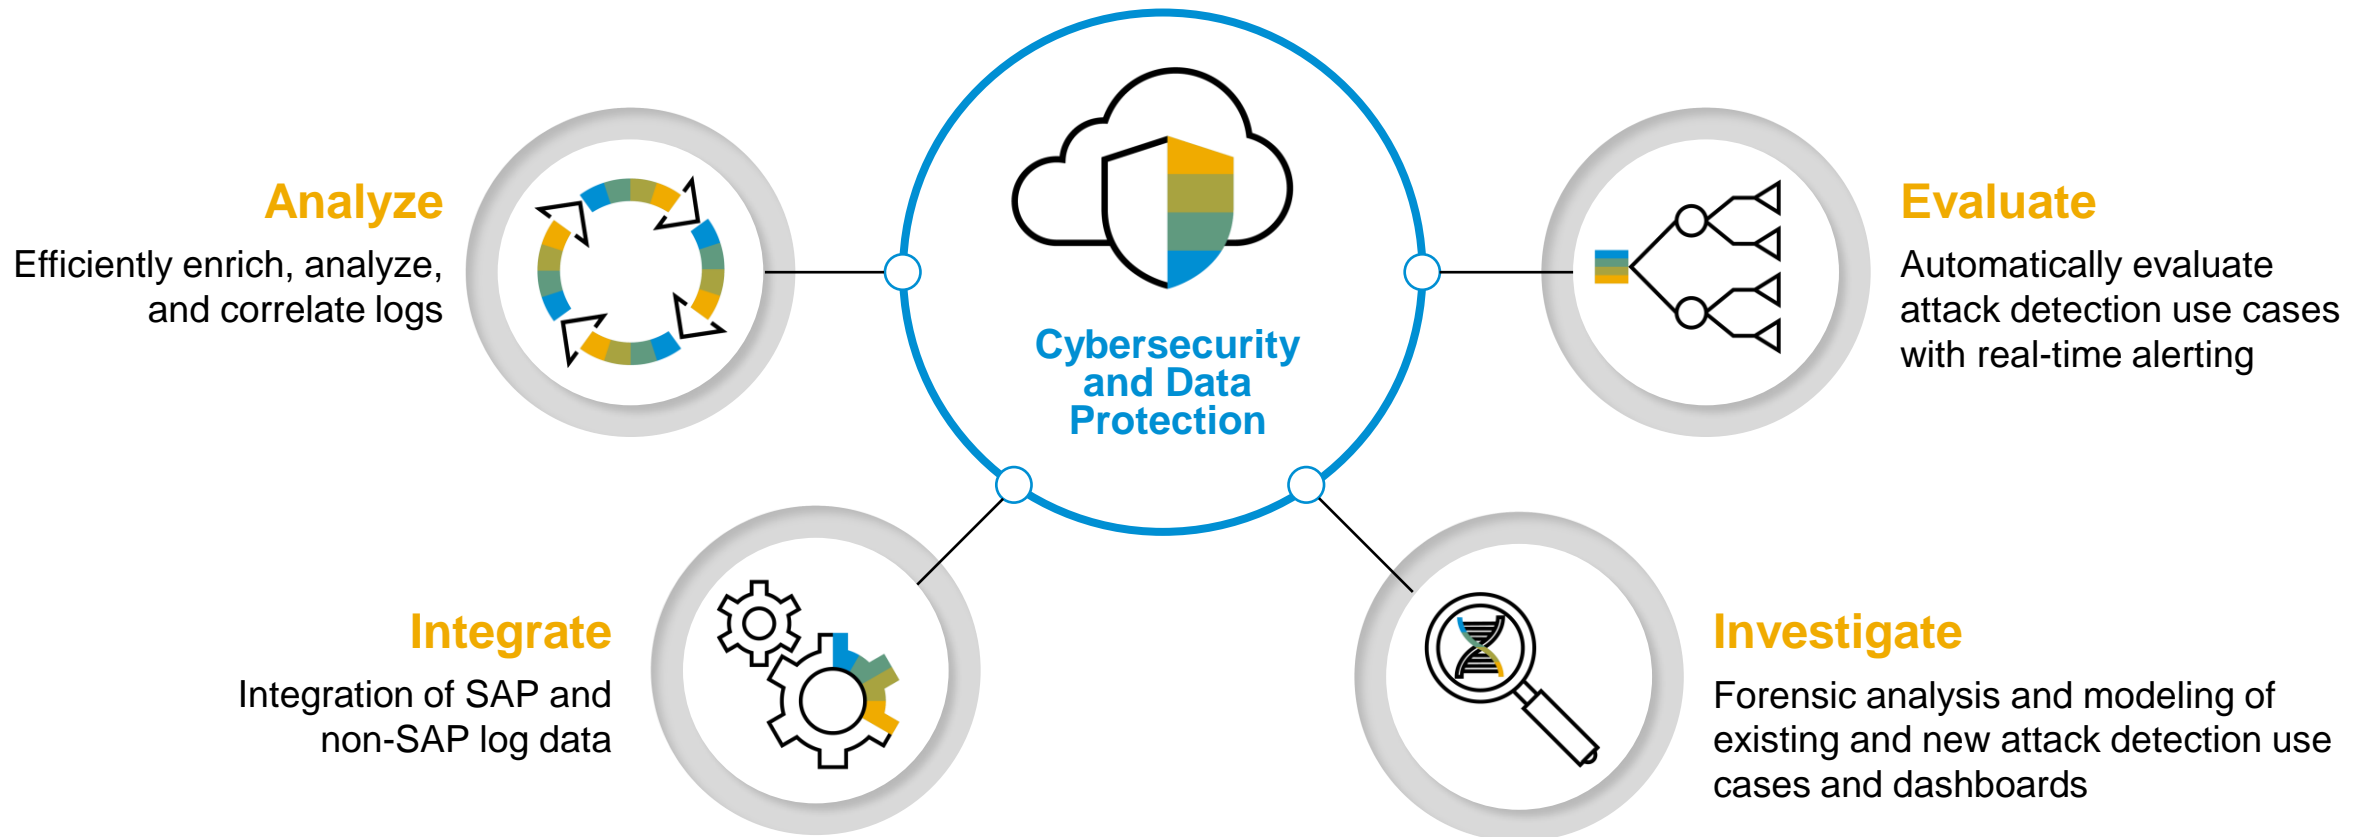 Analyze
Efficiently enrich, analyze,
and correlate logs
Cybersecurity
and Data
Protection
Evaluate
Automatically evaluate
attack detection use cases
with real-time alerting
Integrate
Integration of SAP and
non-SAP log data
Investigate
Forensic analysis and modeling of
existing and new attack detection use
cases and dashboards